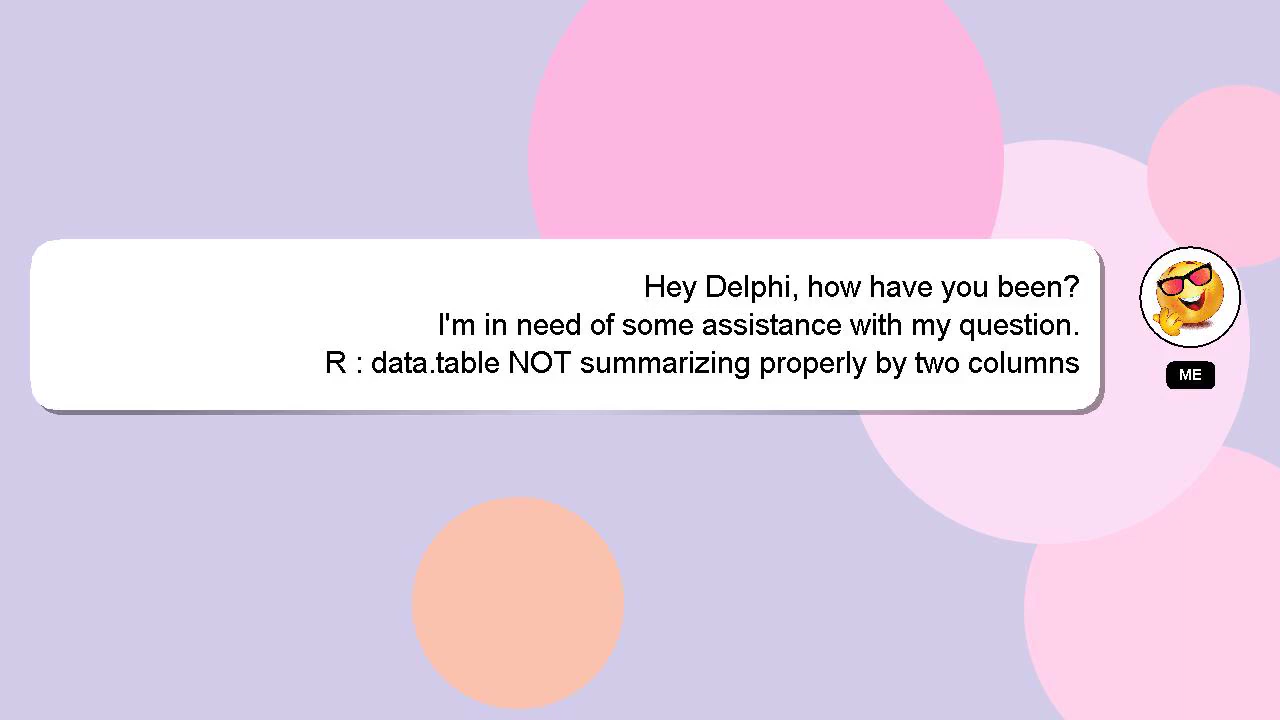 Hey Delphi, how have you been?
I'm in need of some assistance with my question.
R : data.table NOT summarizing properly by two columns
ME